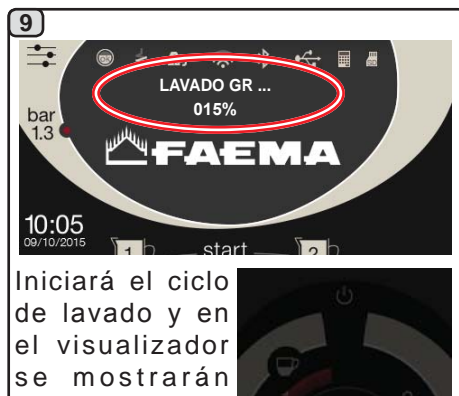 9
LAVADO GR ...
015%
bar
1.3
FAEMA
10:05
09/10/2015
1 start 2
Iniciará el ciclo
de lavado y en
el visualizador
se mostrarán